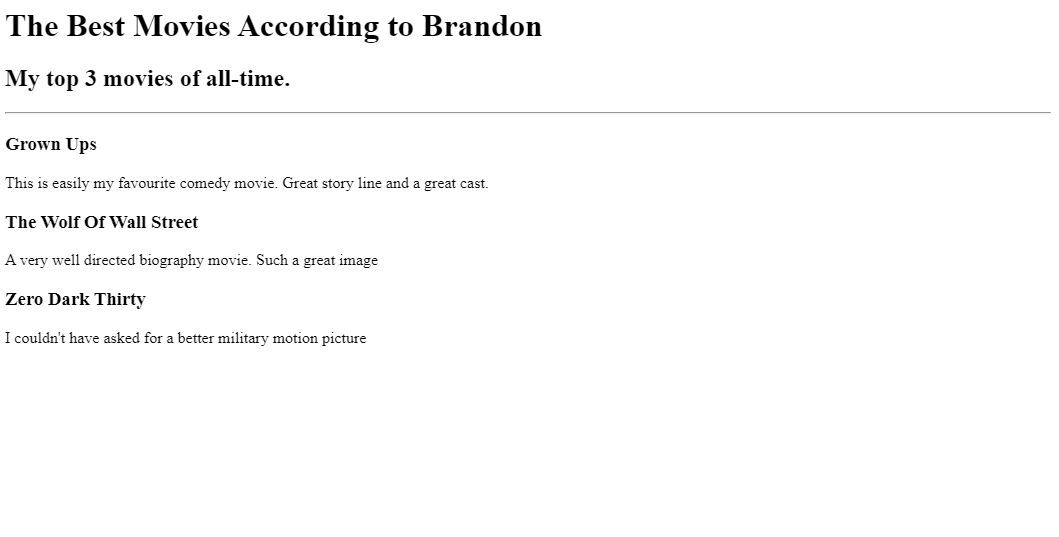 The Best Movies According to Brandon
My top 3 movies of all-time.
Grown Ups
This is easily my favourite comedy movie. Great story line and a great cast.
The Wolf Of Wall Street
A very well directed biography movie. Such a great image
Zero Dark Thirty
I couldn't have asked for a better military motion picture